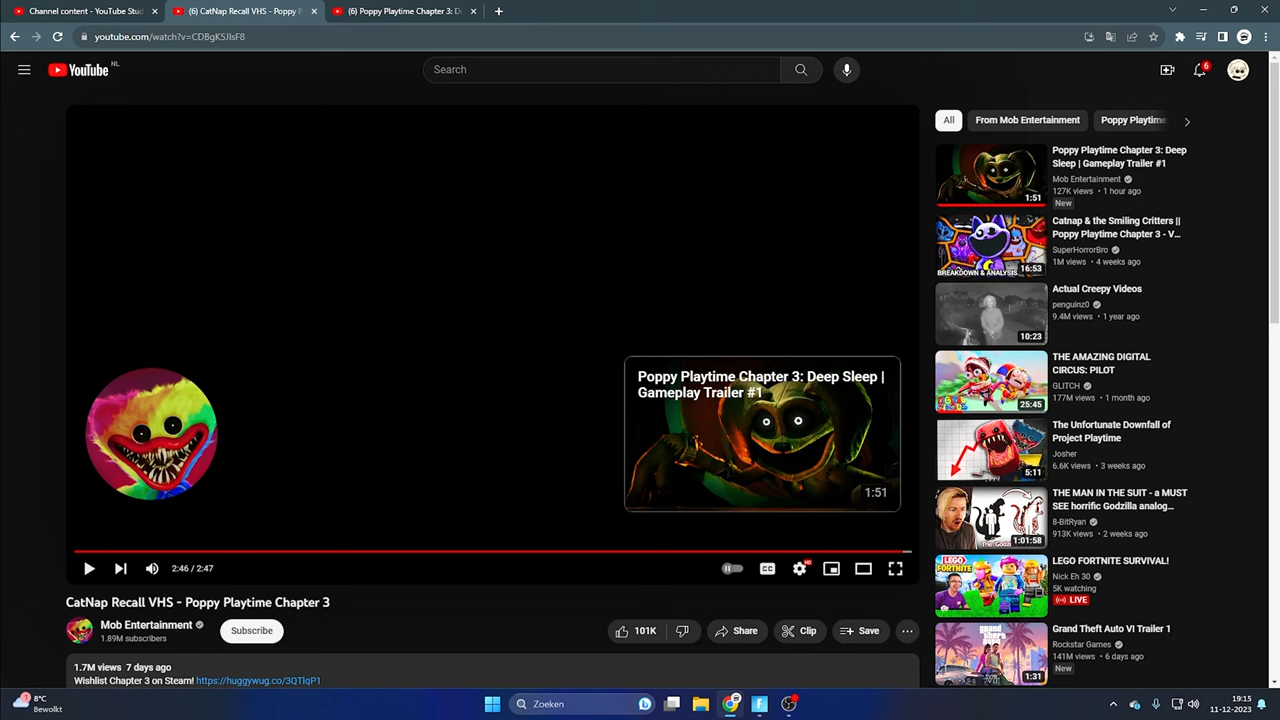 Channel content - YouTube Stud
(6) CatNap Recall VHS - Poppy P
(6) Poppy Playtime Chapter 3: D
youtube.com/watch?v=CDBgK5JlsF8
YouTube NL
Search
6
All
From Mob Entertainment
Poppy Playtime
Poppy Playtime Chapter 3: Deep
Sleep | Gameplay Trailer #1
Mob Entertainment
127K views • 1 hour ago
New
1:51
Catnap & the Smiling Critters ||
Poppy Playtime Chapter 3 - V...
SuperHorrorBro
1M views • 4 weeks ago
BREAKDOWN & ANALYSIS
16:53
Actual Creepy Videos
penguinz0
9.4M views • 1 year ago
10:23
THE AMAZING DIGITAL
CIRCUS: PILOT
GLITCH
177M views • 1 month ago
25:45
The Unfortunate Downfall of
Project Playtime
Josher
6.6K views • 3 weeks ago
5:11
THE MAN IN THE SUIT - a MUST
SEE horrific Godzilla analog...
8-BitRyan
913K views • 2 weeks ago
1:01:58
LEGO FORTNITE SURVIVAL!
Nick Eh 30
5K watching
LIVE
LEGO
FORTNITE
Grand Theft Auto VI Trailer 1
Rockstar Games
141M views • 6 days ago
New
1:31
Poppy Playtime Chapter 3: Deep Sleep |
Gameplay Trailer #1
1:51
2:46 / 2:47
CC
HD
CatNap Recall VHS - Poppy Playtime Chapter 3
Mob Entertainment
1.89M subscribers
Subscribe
101K
Share
Clip
Save
1.7M views 7 days ago
Wishlist Chapter 3 on Steam! https://huggywug.co/3QTlqP1
1
8°C
Bewolkt
Zoeken
19:15
11-12-2023